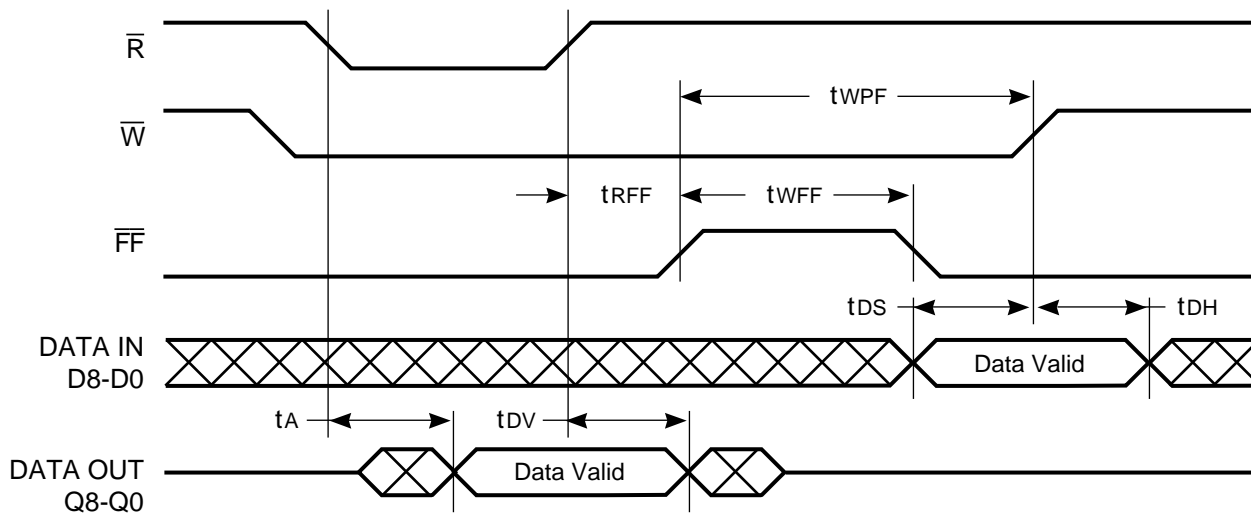 R̅
tWPF
W̅
tRFF
tWFF
F̅F̅
tDS
tDH
DATA IN
D8-D0
Data Valid
tA
tDV
DATA OUT
Q8-Q0
Data Valid